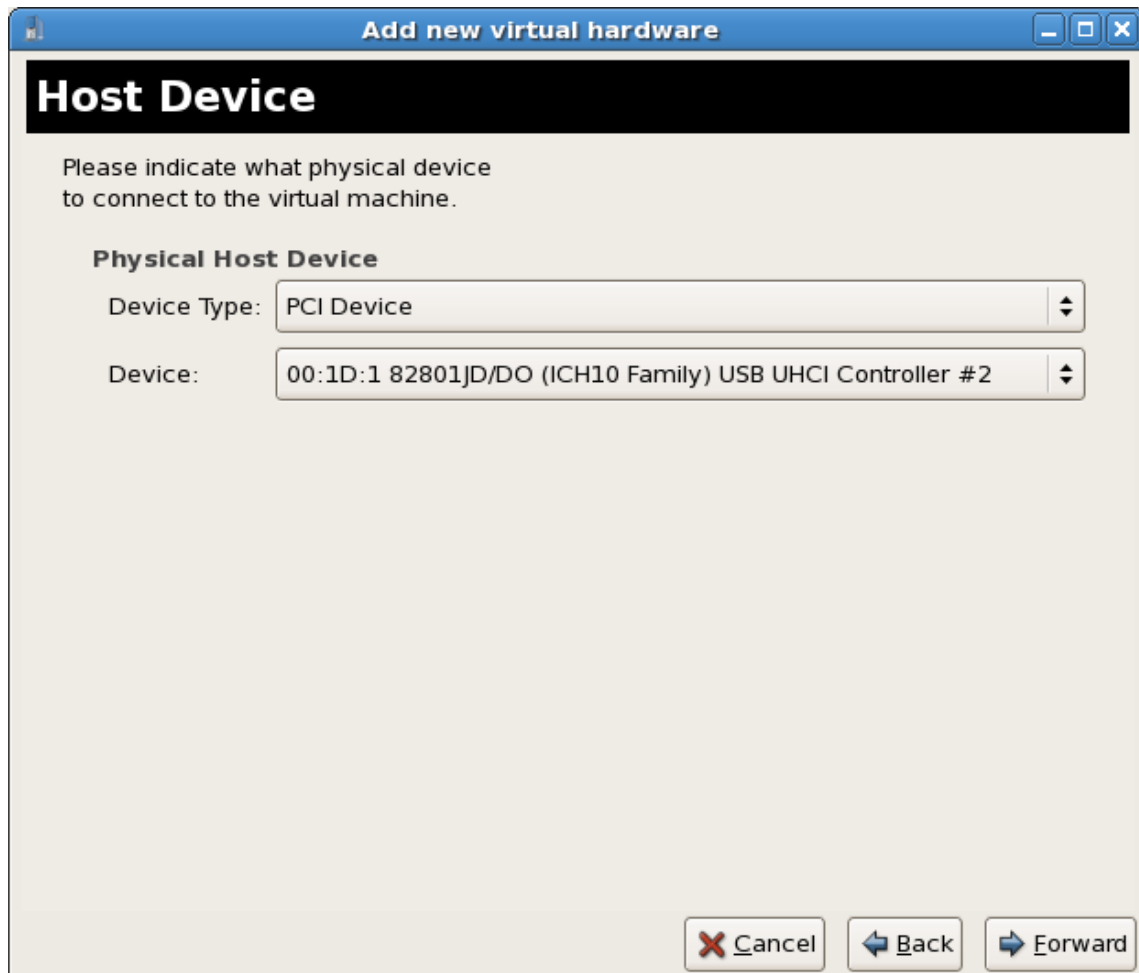 Add new virtual hardware
Host Device
Please indicate what physical device
to connect to the virtual machine.
Physical Host Device
Device Type: PCI Device
Device: 00:1D:1 82801JD/DO (ICH10 Family) USB UHCI Controller #2
Cancel Back Forward